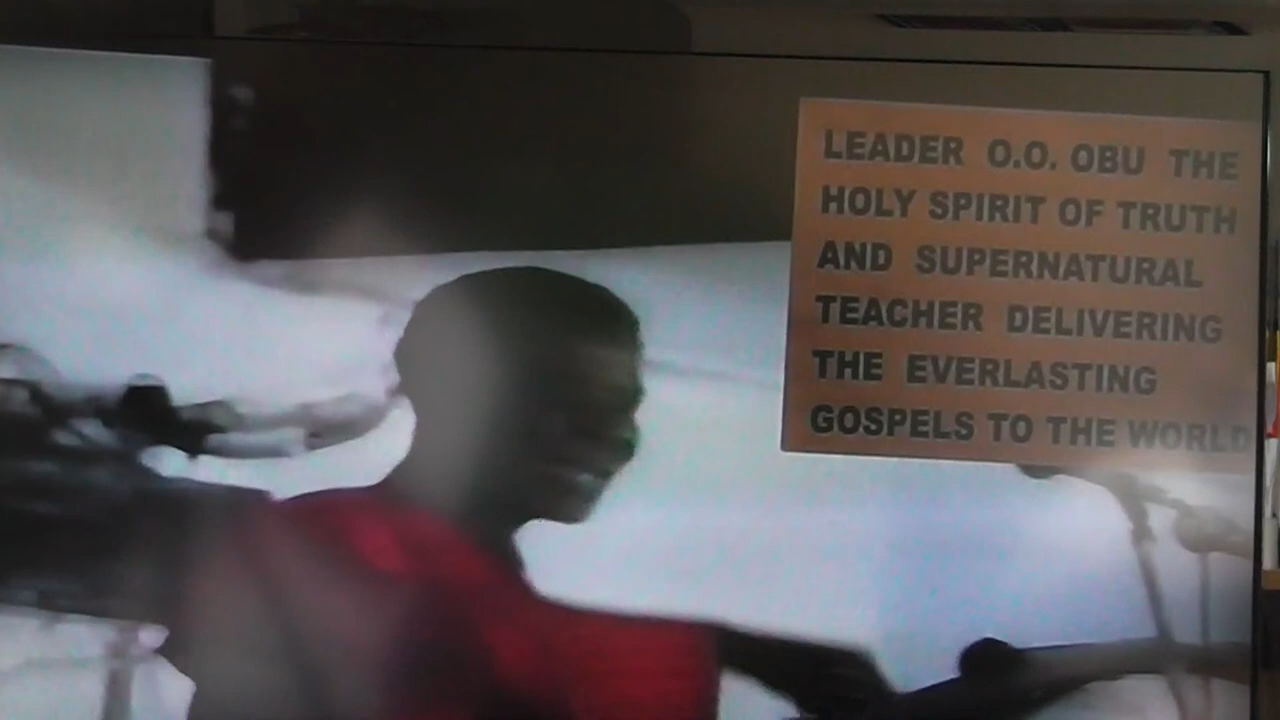 LEADER O.O. OBU THE
HOLY SPIRIT OF TRUTH
AND SUPERNATURAL
TEACHER DELIVERING
THE EVERLASTING
GOSPELS TO THE WORLD